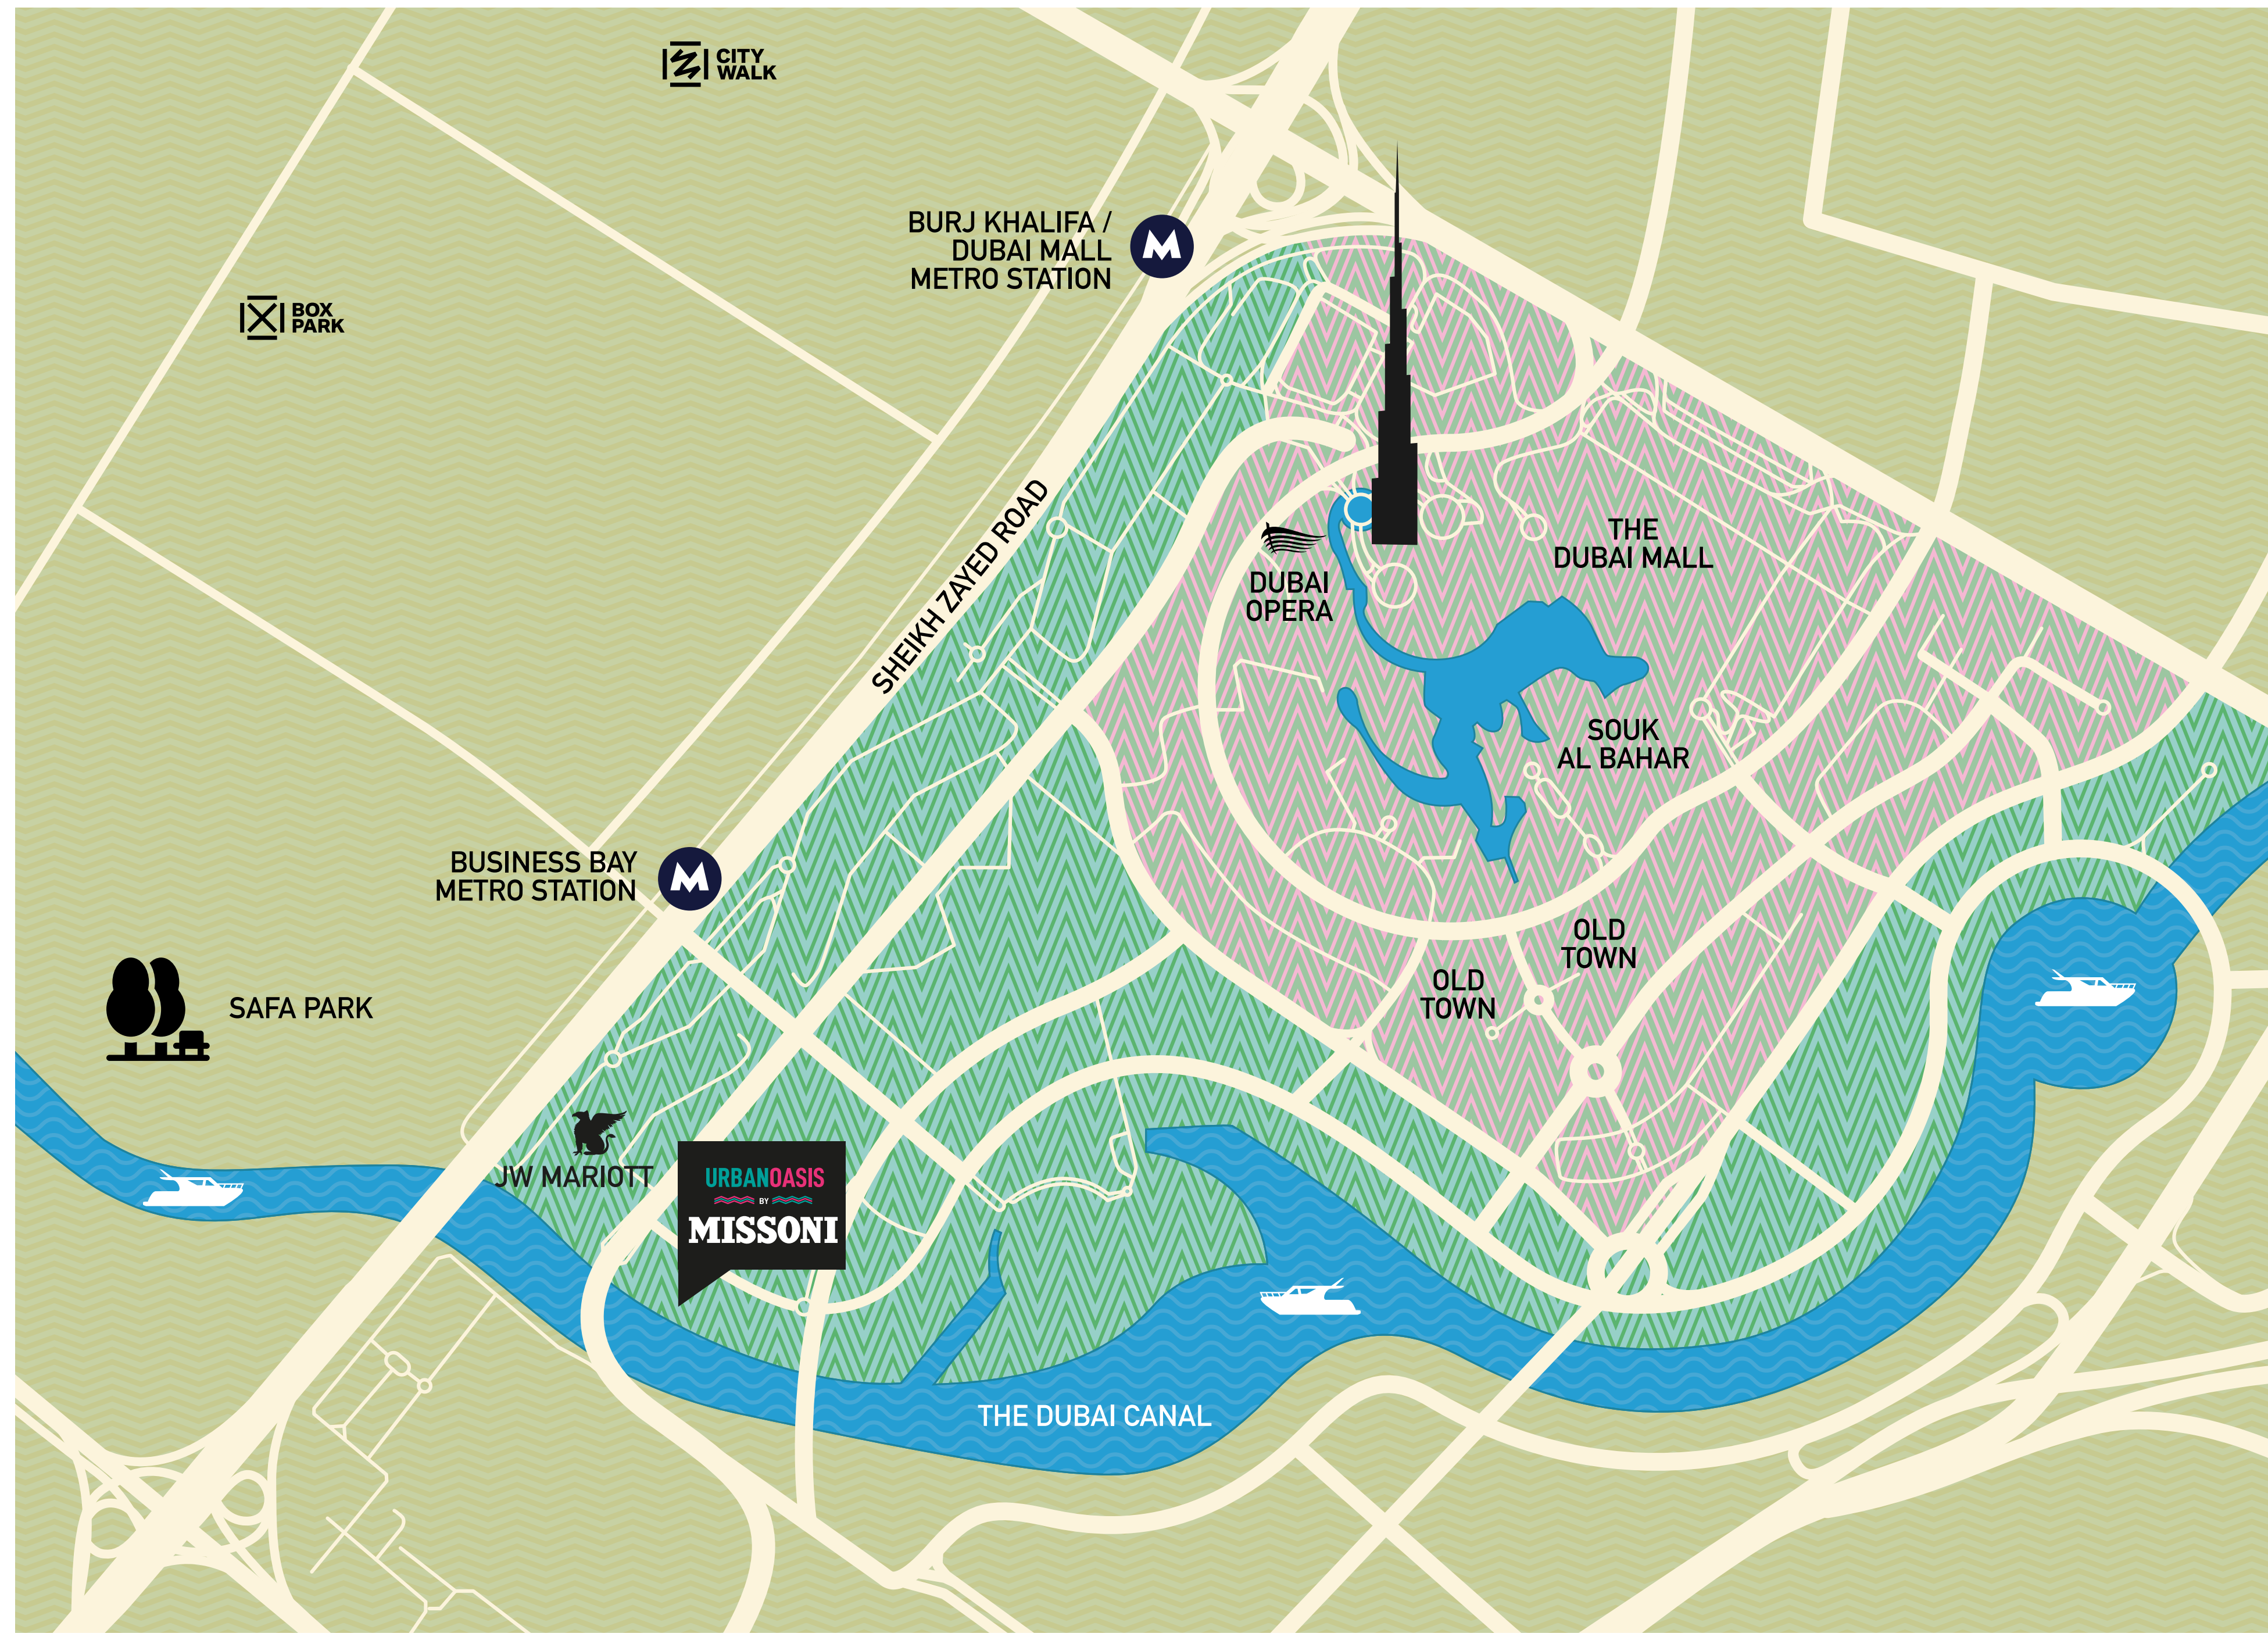 CITY
WALK
BURJ KHALIFA /
DUBAI MALL
METRO STATION
BOX
PARK
SHEIKH ZAYED ROAD
THE
DUBAI MALL
DUBAI
OPERA
SOUK
AL BAHAR
BUSINESS BAY
METRO STATION
OLD
TOWN
OLD
TOWN
SAFA PARK
JW MARIOTT
URBANOASIS
BY
MISSONI
THE DUBAI CANAL